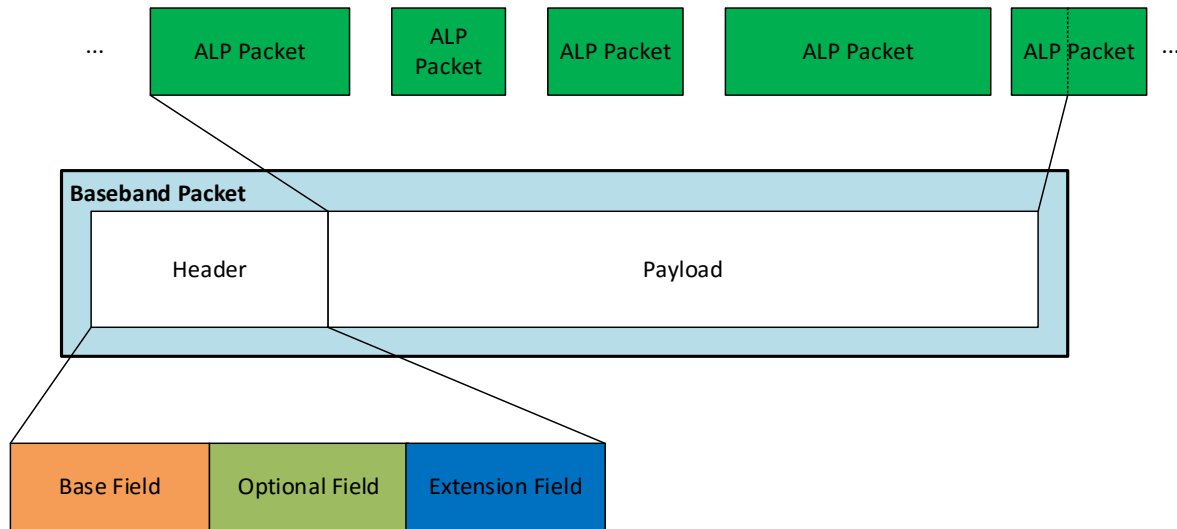 ... ALP Packet ALP Packet ALP Packet ALP Packet ALP Packet ...
Baseband Packet
Header Payload
Base Field Optional Field Extension Field